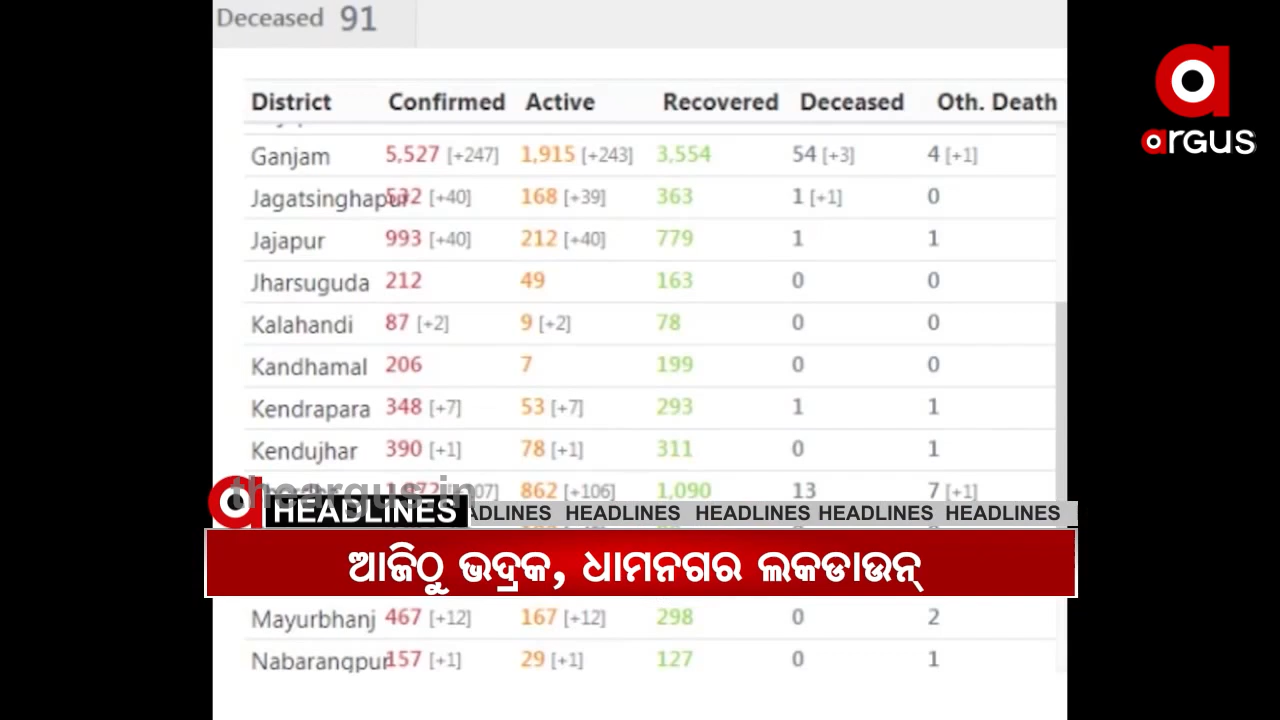 Deceased 91
argus
District Confirmed Active Recovered Deceased Oth. Death
Ganjam 5,527 [+247] 1,915 [+243] 3,554 54 [+3] 4 [+1]
Jagatsinghapur 532 [+40] 168 [+39] 363 1 [+1] 0
Jajapur 993 [+40] 212 [+40] 779 1 1
Jharsuguda 212 49 163 0 0
Kalahandi 87 [+2] 9 [+2] 78 0 0
Kandhamal 206 7 199 0 0
Kendrapara 348 [+7] 53 [+7] 293 1 1
Kendujhar 390 [+1] 78 [+1] 311 0 1
862 [+106] 1,090 13 7 [+1]
theargus.in
HEADLINES ADLINES HEADLINES HEADLINES HEADLINES HEADLINES
ଆଜିଠୁ ଭଦ୍ରକ, ଧାମନଗର ଲକଡାଉନ୍
Mayurbhanj 467 [+12] 167 [+12] 298 0 2
Nabarangpur 157 [+1] 29 [+1] 127 0 1